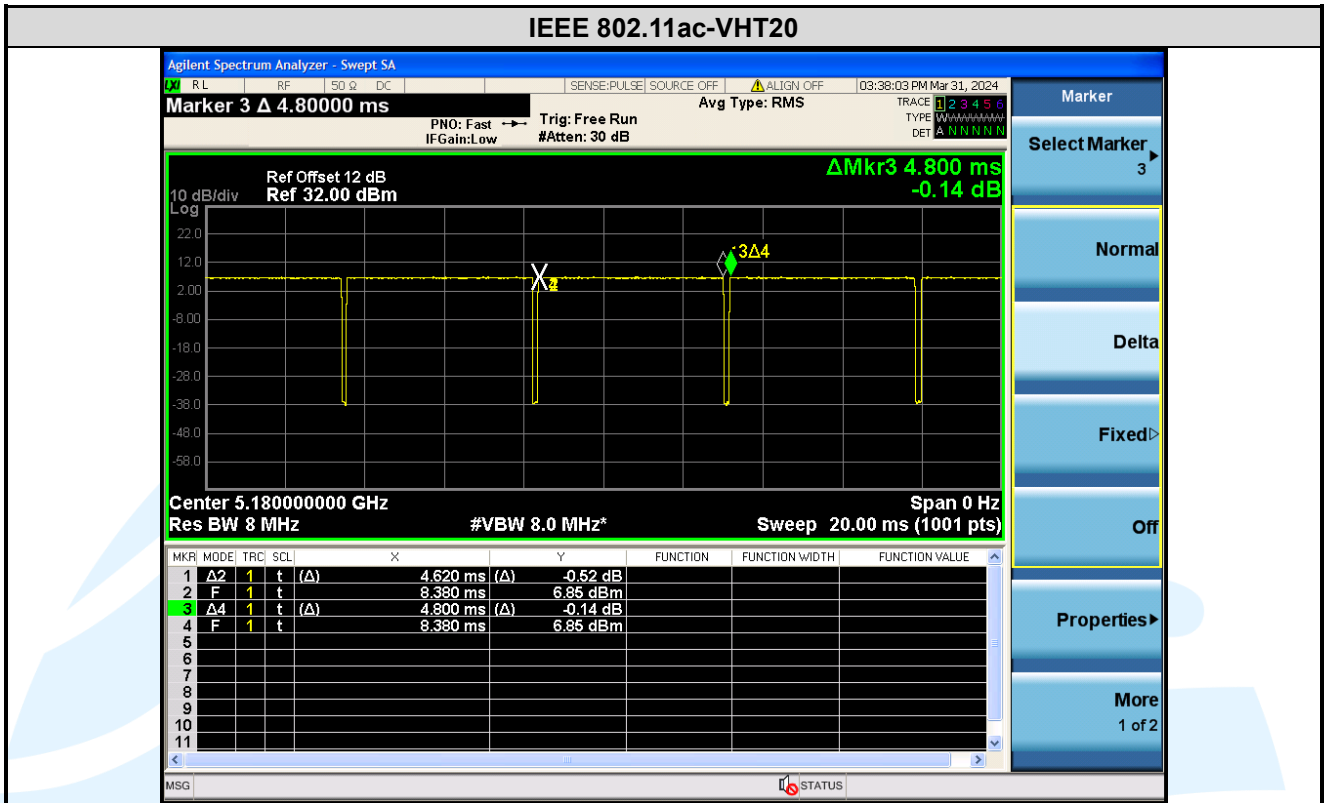 IEEE 802.11ac-VHT20
Agilent Spectrum Analyzer - Swept SA
LXI RL RF 50 Ω DC SENSE:PULSE SOURCE OFF ALIGN OFF 03:38:03 PM Mar 31, 2024
Marker 3 Δ 4.80000 ms
PNO: Fast
IFGain:Low
Trig: Free Run
#Atten: 30 dB
Avg Type: RMS
TRACE 1 2 3 4 5 6
TYPE W
DET A N N N N N
ΔMkr3 4.800 ms
-0.14 dB
Ref Offset 12 dB
10 dB/div Ref 32.00 dBm
Log
22.0
12.0
2.00
-8.00
-18.0
-28.0
-38.0
-48.0
-58.0
3Δ4
Center 5.180000000 GHz Span 0 Hz
Res BW 8 MHz #VBW 8.0 MHz* Sweep 20.00 ms (1001 pts)
MKR MODE TRC SCL X Y FUNCTION FUNCTION WIDTH FUNCTION VALUE
1 Δ2 1 t (Δ) 4.620 ms (Δ) -0.52 dB
2 F 1 t 8.380 ms 6.85 dBm
3 Δ4 1 t (Δ) 4.800 ms (Δ) -0.14 dB
4 F 1 t 8.380 ms 6.85 dBm
5
6
7
8
9
10
11
MSG STATUS
Marker
Select Marker
3
Normal
Delta
Fixed
Off
Properties
More
1 of 2